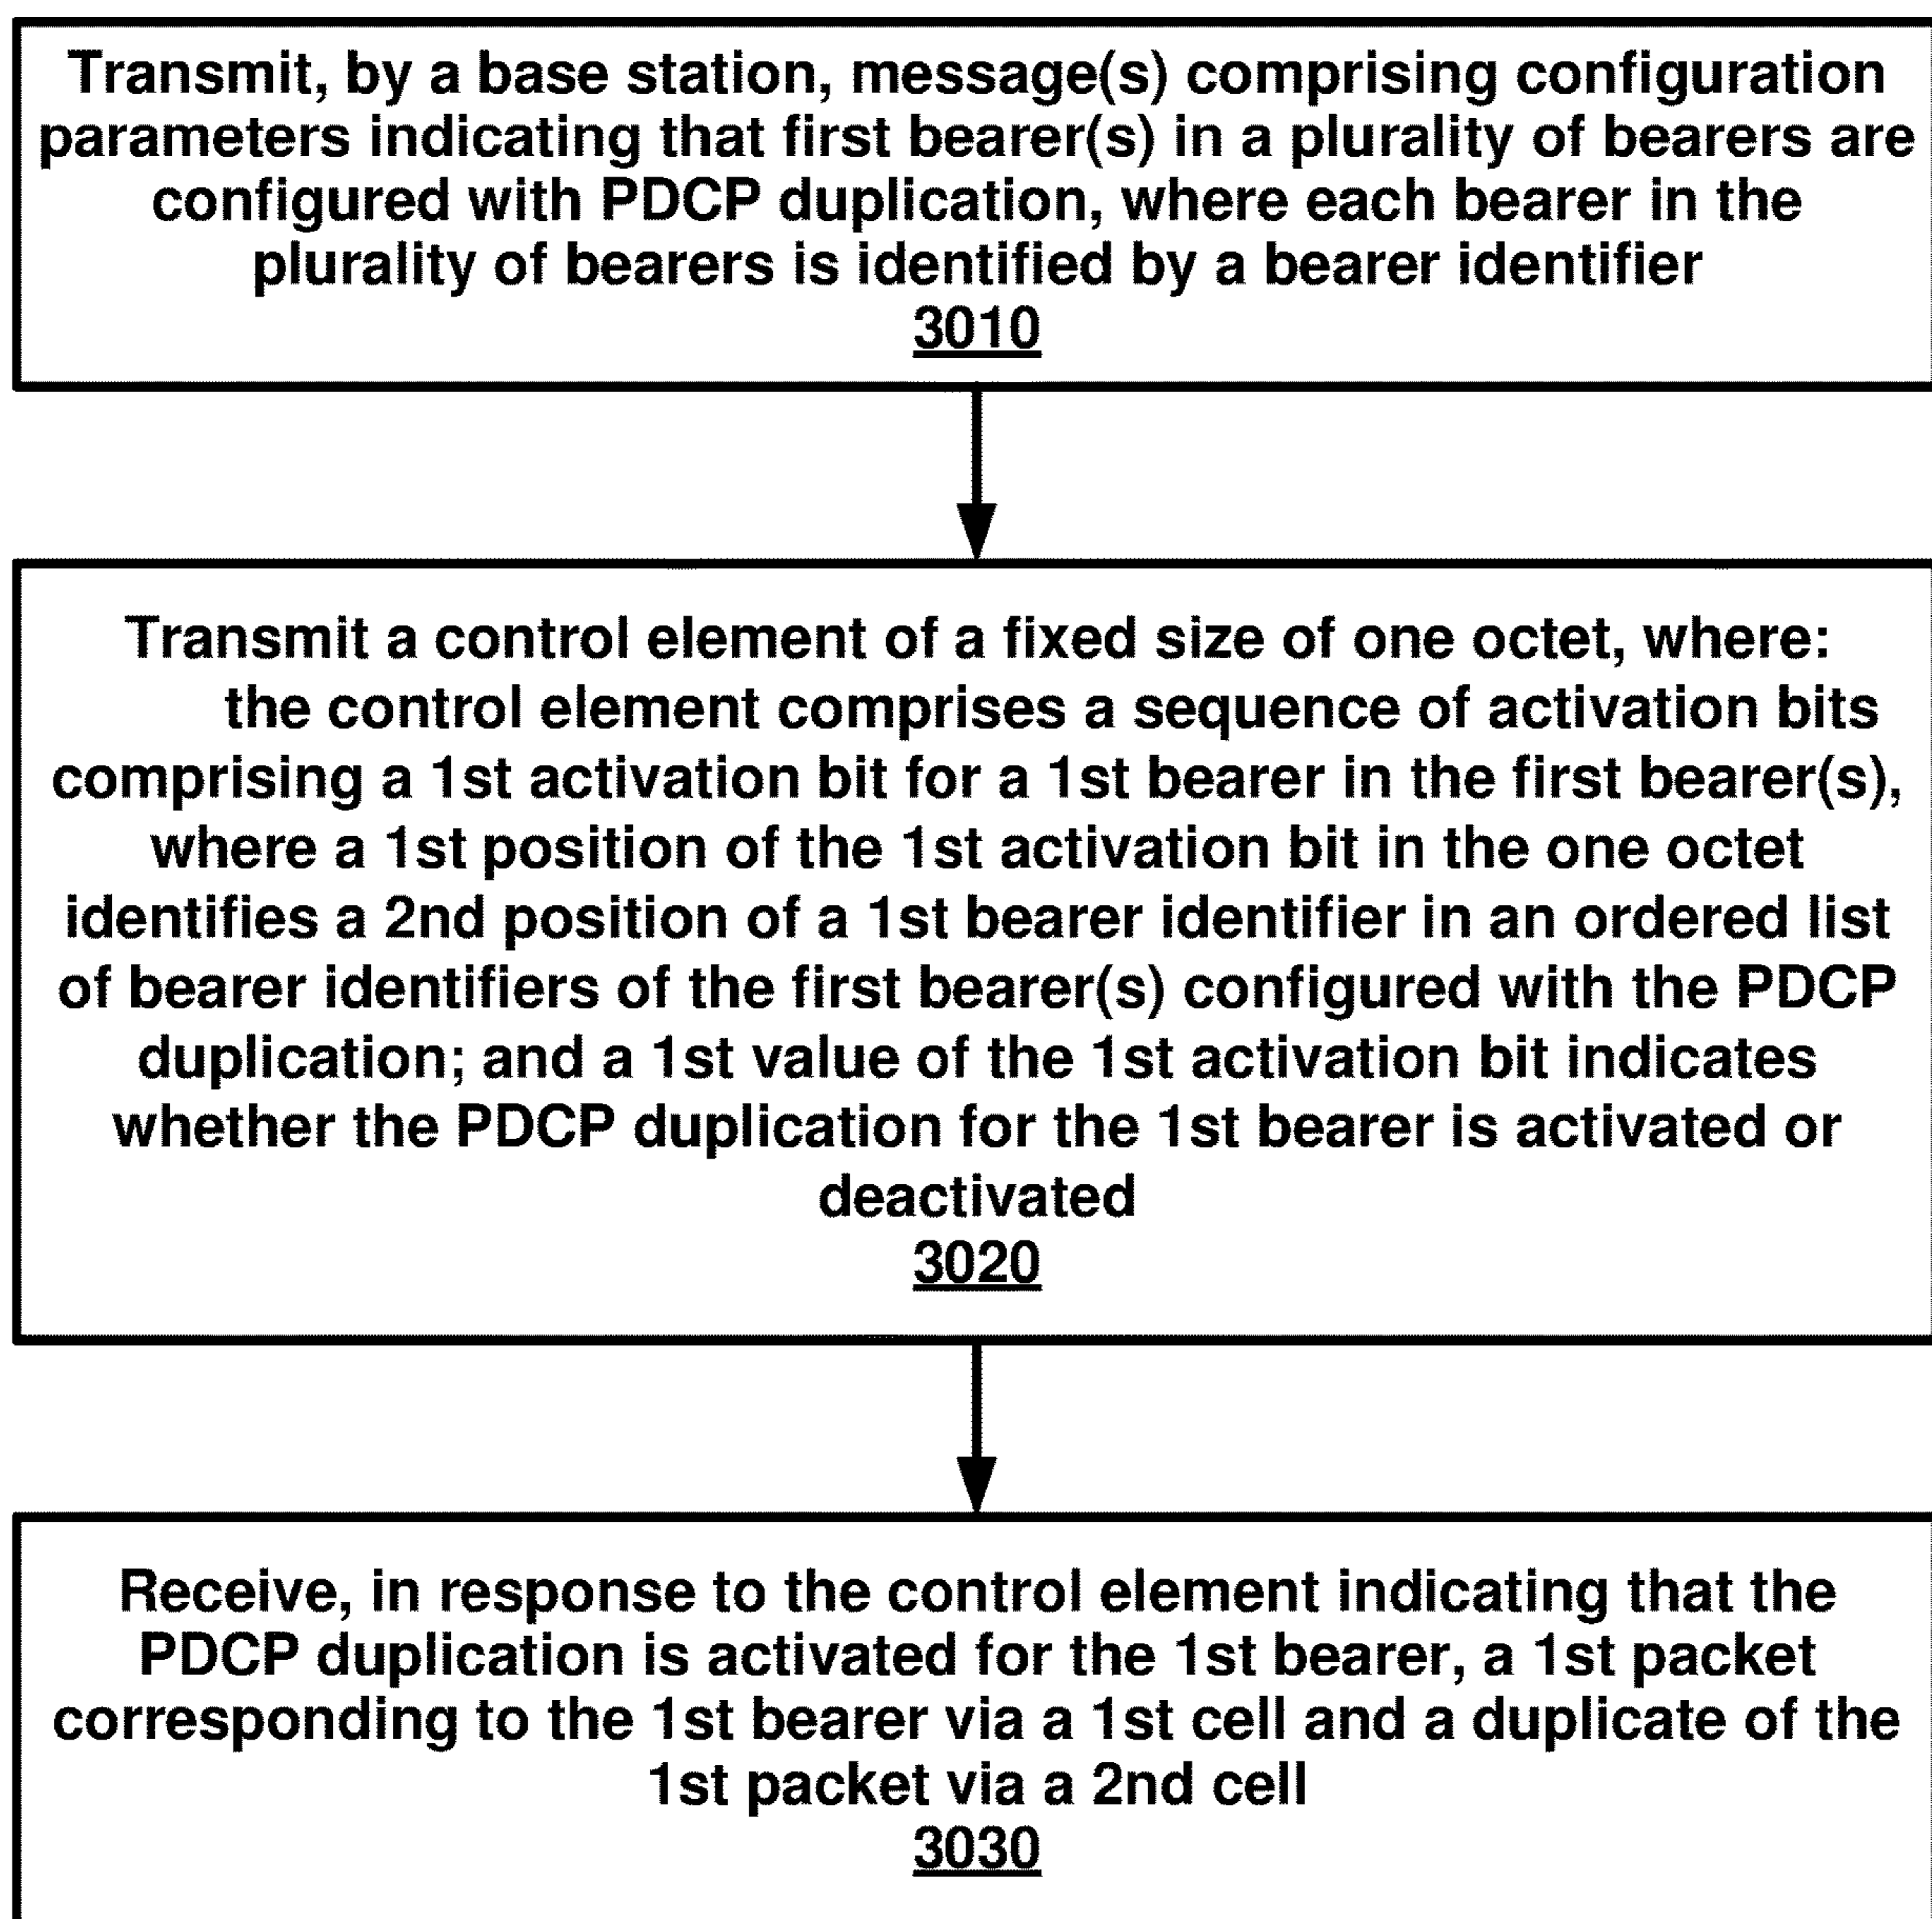 Transmit, by a base station, message(s) comprising configuration
parameters indicating that first bearer(s) in a plurality of bearers are
configured with PDCP duplication, where each bearer in the
plurality of bearers is identified by a bearer identifier
3010
Transmit a control element of a fixed size of one octet, where:
the control element comprises a sequence of activation bits
comprising a 1st activation bit for a 1st bearer in the first bearer(s),
where a 1st position of the 1st activation bit in the one octet
identifies a 2nd position of a 1st bearer identifier in an ordered list
of bearer identifiers of the first bearer(s) configured with the PDCP
duplication; and a 1st value of the 1st activation bit indicates
whether the PDCP duplication for the 1st bearer is activated or
deactivated
3020
Receive, in response to the control element indicating that the
PDCP duplication is activated for the 1st bearer, a 1st packet
corresponding to the 1st bearer via a 1st cell and a duplicate of the
1st packet via a 2nd cell
3030